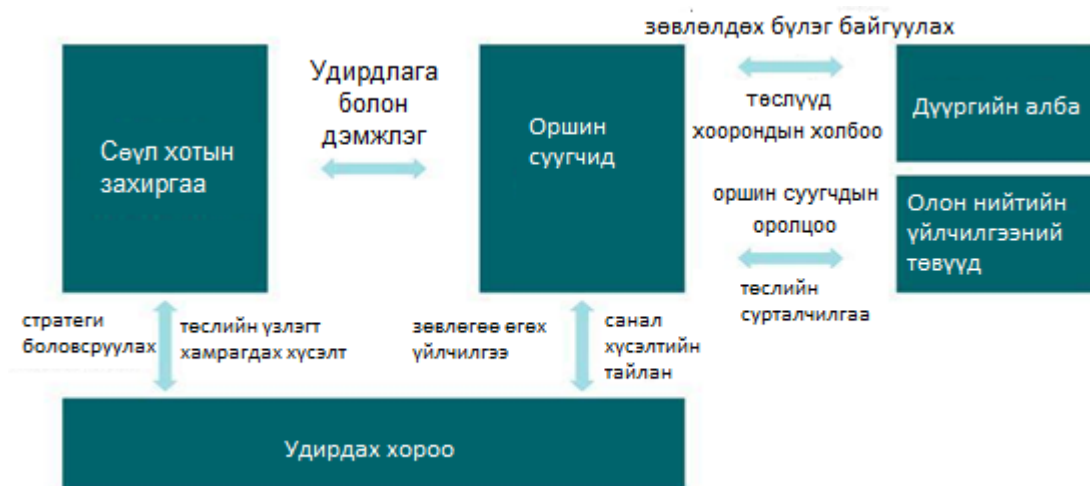 зөвлөлдөх бүлэг байгуулах
Удирдлага
болон
дэмжлэг
Сөүл хотын
захиргаа
Оршин
суугчид
төслүүд
хоорондын холбоо
Дүүргийн алба
оршин суугчдын
оролцоо
Олон нийтийн
үйлчилгээний
төвүүд
төслийн
сурталчилгаа
стратеги
боловсруулах
төслийн үзлэгт
хамрагдах хүсэлт
зөвлөгөө өгөх
үйлчилгээ
санал
хүсэлтийн
тайлан
Удирдах хороо